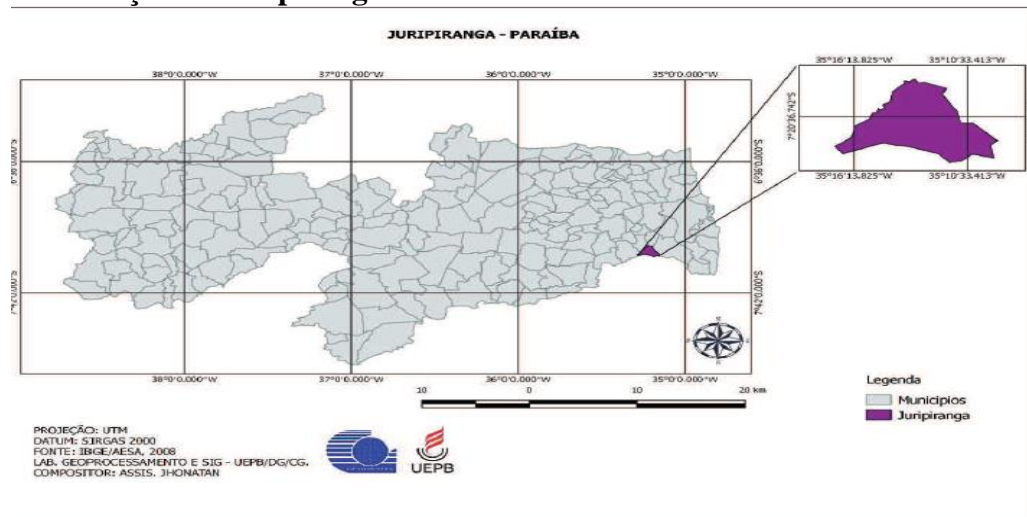 JURIPIRANGA - PARAÍBA
38°0'0.000"W 37°0'0.000"W 36°0'0.000"W 35°0'0.000"W
35°16'13.825"W 35°10'33.413"W
7°20'36.742"S
35°16'13.825"W 35°10'33.413"W
6°36'0.000"S
7°42'0.000"S 7°42'0.000"S
38°0'0.000"W 37°0'0.000"W 36°0'0.000"W 35°0'0.000"W
10 0 10 20 km
Legenda
Municípios
Juripiranga
PROJEÇÃO: UTM
DATUM: SIRGAS 2000
FONTE: IBGE/AESA, 2008
LAB. GEOPROCESSAMENTO E SIG - UEPB/DG/CG.
COMPOSITOR: ASSIS. JHONATAN
UEPB